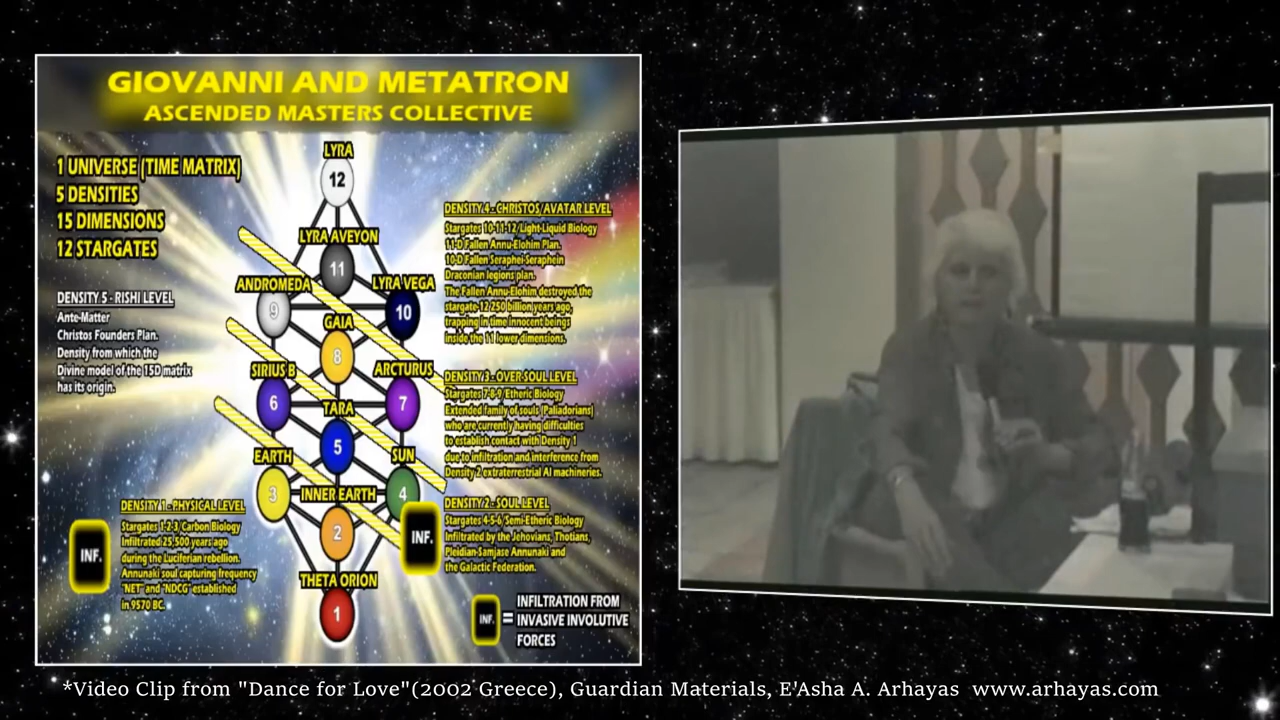 GIOVANNI AND METATRON
ASCENDED MASTERS COLLECTIVE
1 UNIVERSE (TIME MATRIX)
5 DENSITIES
15 DIMENSIONS
12 STARGATES
DENSITY 5 - RISHI LEVEL
Ante-Matter
Christos Founders Plan.
Density from which the
Divine model of the 15D matrix
has its origin.
LYRA
12
LYRA AVEYON
11
ANDROMEDA
9
LYRA VEGA
10
GAIA
8
SIRIUS B
6
ARCTURUS
7
TARA
5
EARTH
3
SUN
4
INNER EARTH
2
THETA ORION
1
DENSITY 4 - CHRISTOS/AVATAR LEVEL
Stargates 10-11-12/Light-Liquid Biology
11-D Fallen Annu-Elohim Plan.
10-D Fallen Seraphei-Seraphein
Draconian legions plan.
The Fallen Annu-Elohim destroyed the
stargate-12 250 billion years ago,
trapping in time innocent beings
inside the 11 lower dimensions.
DENSITY 3 - OVER-SOUL LEVEL
Stargates 7-8-9/Etheric Biology
Extended family of souls (Paliadorians)
who are currently having difficulties
to establish contact with Density 1
due to infiltration and interference from
Density 2 extraterrestrial AI machineries.
DENSITY 2 - SOUL LEVEL
Stargates 4-5-6/Semi-Etheric Biology
Infiltrated by the Jehovians, Thotians,
Pleidian-Samjase Annunaki and
the Galactic Federation.
INF.
DENSITY 1 - PHYSICAL LEVEL
Stargates 1-2-3/Carbon Biology
Infiltrated 25,500 years ago
during the Luciferian rebellion.
Annunaki soul capturing frequency
"NET" and "NDCG" established
in 9570 BC.
INF.
INF.
=
INFILTRATION FROM
INVASIVE INVOLUTIVE
FORCES
*Video Clip from "Dance for Love"(2002 Greece), Guardian Materials, E'Asha A. Arhayas www.arhayas.com